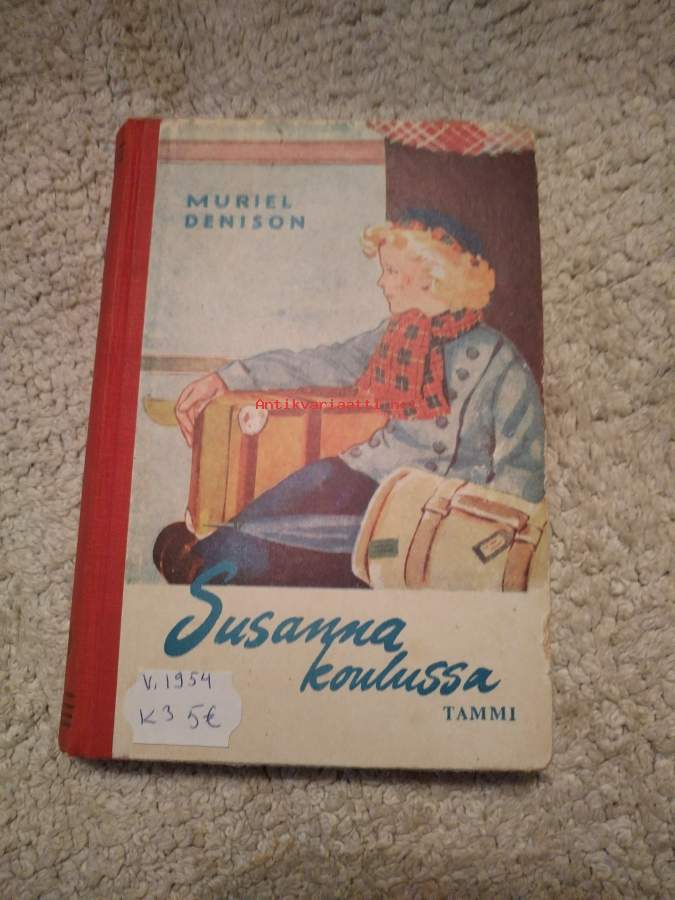 MURIEL
DENISON
Antikvariaatti.net
Susanna
koulussa
TAMMI
V. 1954
K3 5€